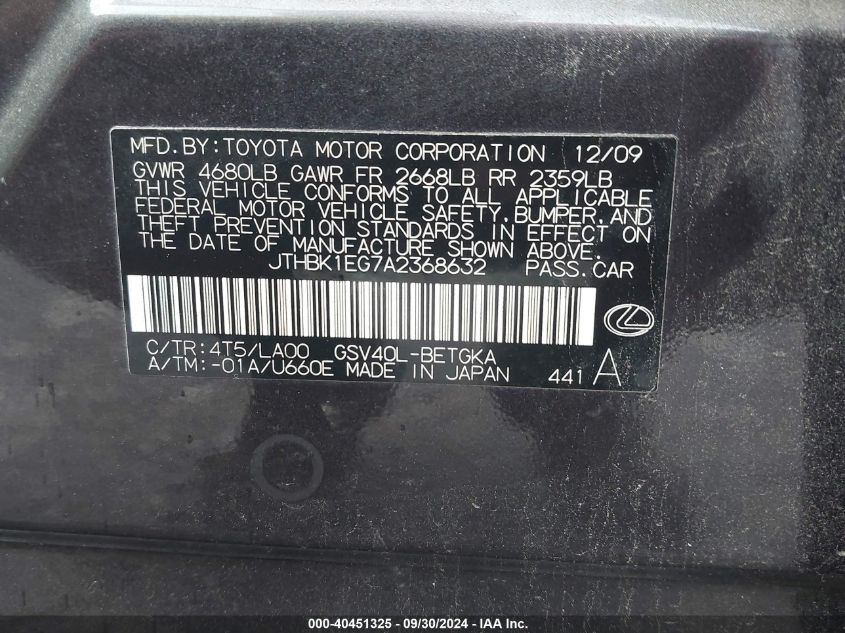 MFD.BY:TOYOTA MOTOR CORPORATION 12/09
GVWR 4680LB GAWR FR 2668LB RR 2359LB
THIS VEHICLE CONFORMS TO ALL APPLICABLE
FEDERAL MOTOR VEHICLE SAFETY,BUMPER,AND
THEFT PREVENTION STANDARDS IN EFFECT ON
THE DATE OF MANUFACTURE SHOWN ABOVE.
JTHBK1EG7A2368632 PASS.CAR
C/TR:4T5/LA00 GSV40L-BETGKA
A/TM:-01A/U660E MADE IN JAPAN 441 A
000-40451325 - 09/30/2024 - IAA Inc.